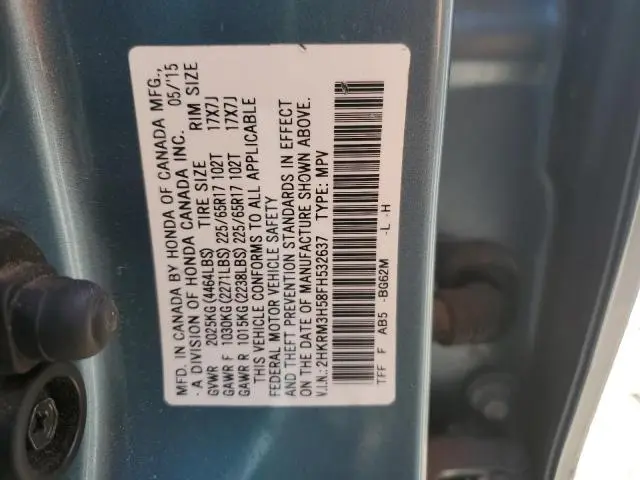 MFD. IN CANADA BY HONDA OF CANADA MFG.,
- A DIVISION OF HONDA CANADA INC. 05/'15
TIRE SIZE RIM SIZE
GVWR 2025KG(4464LBS)
GAWR F 1030KG(2271LBS) 225/65R17 102T 17X7J
GAWR R 1015KG(2238LBS) 225/65R17 102T 17X7J
THIS VEHICLE CONFORMS TO ALL APPLICABLE
FEDERAL MOTOR VEHICLE SAFETY
AND THEFT PREVENTION STANDARDS IN EFFECT
ON THE DATE OF MANUFACTURE SHOWN ABOVE.
V.I.N.: 2HKRM3H58FH532637 TYPE: MPV
TFF F AB5 -BG62M -L -H